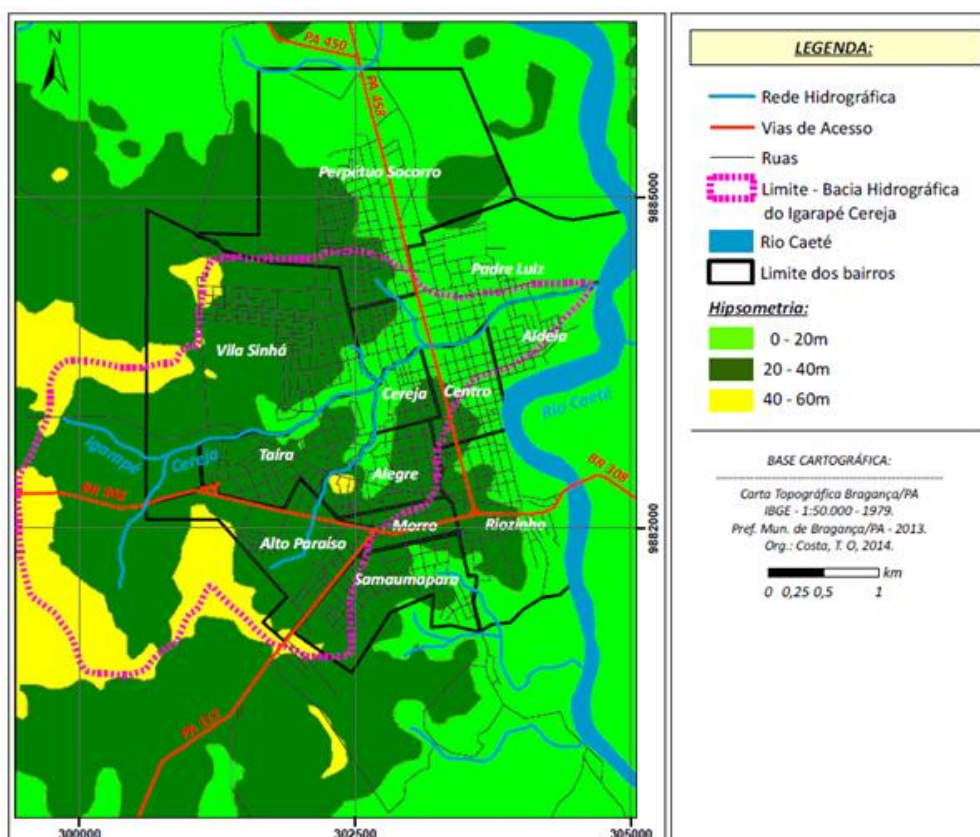 N
PA 450
PA 458
Perpétuo Socorro
9885000
Padre Luiz
Aldeia
Vila Sinhá
Cereja
Centro
Rio Caeté
Igarapé
Cereja
Taíra
Alegre
BR 308
BR 308
Morro
Riozinho
9882000
Alto Paraíso
Samaumapara
300000
302500
305000
LEGENDA:
Rede Hidrográfica
Vias de Acesso
Ruas
Limite - Bacia Hidrográfica
do Igarapé Cereja
Rio Caeté
Limite dos bairros
Hipsometria:
0 - 20m
20 - 40m
40 - 60m
BASE CARTOGRÁFICA:
Carta Topográfica Bragança/PA
IBGE - 1:50.000 - 1979.
Pref. Mun. de Bragança/PA - 2013.
Org.: Costa, T. O, 2014.
km
0 0,25 0,5 1